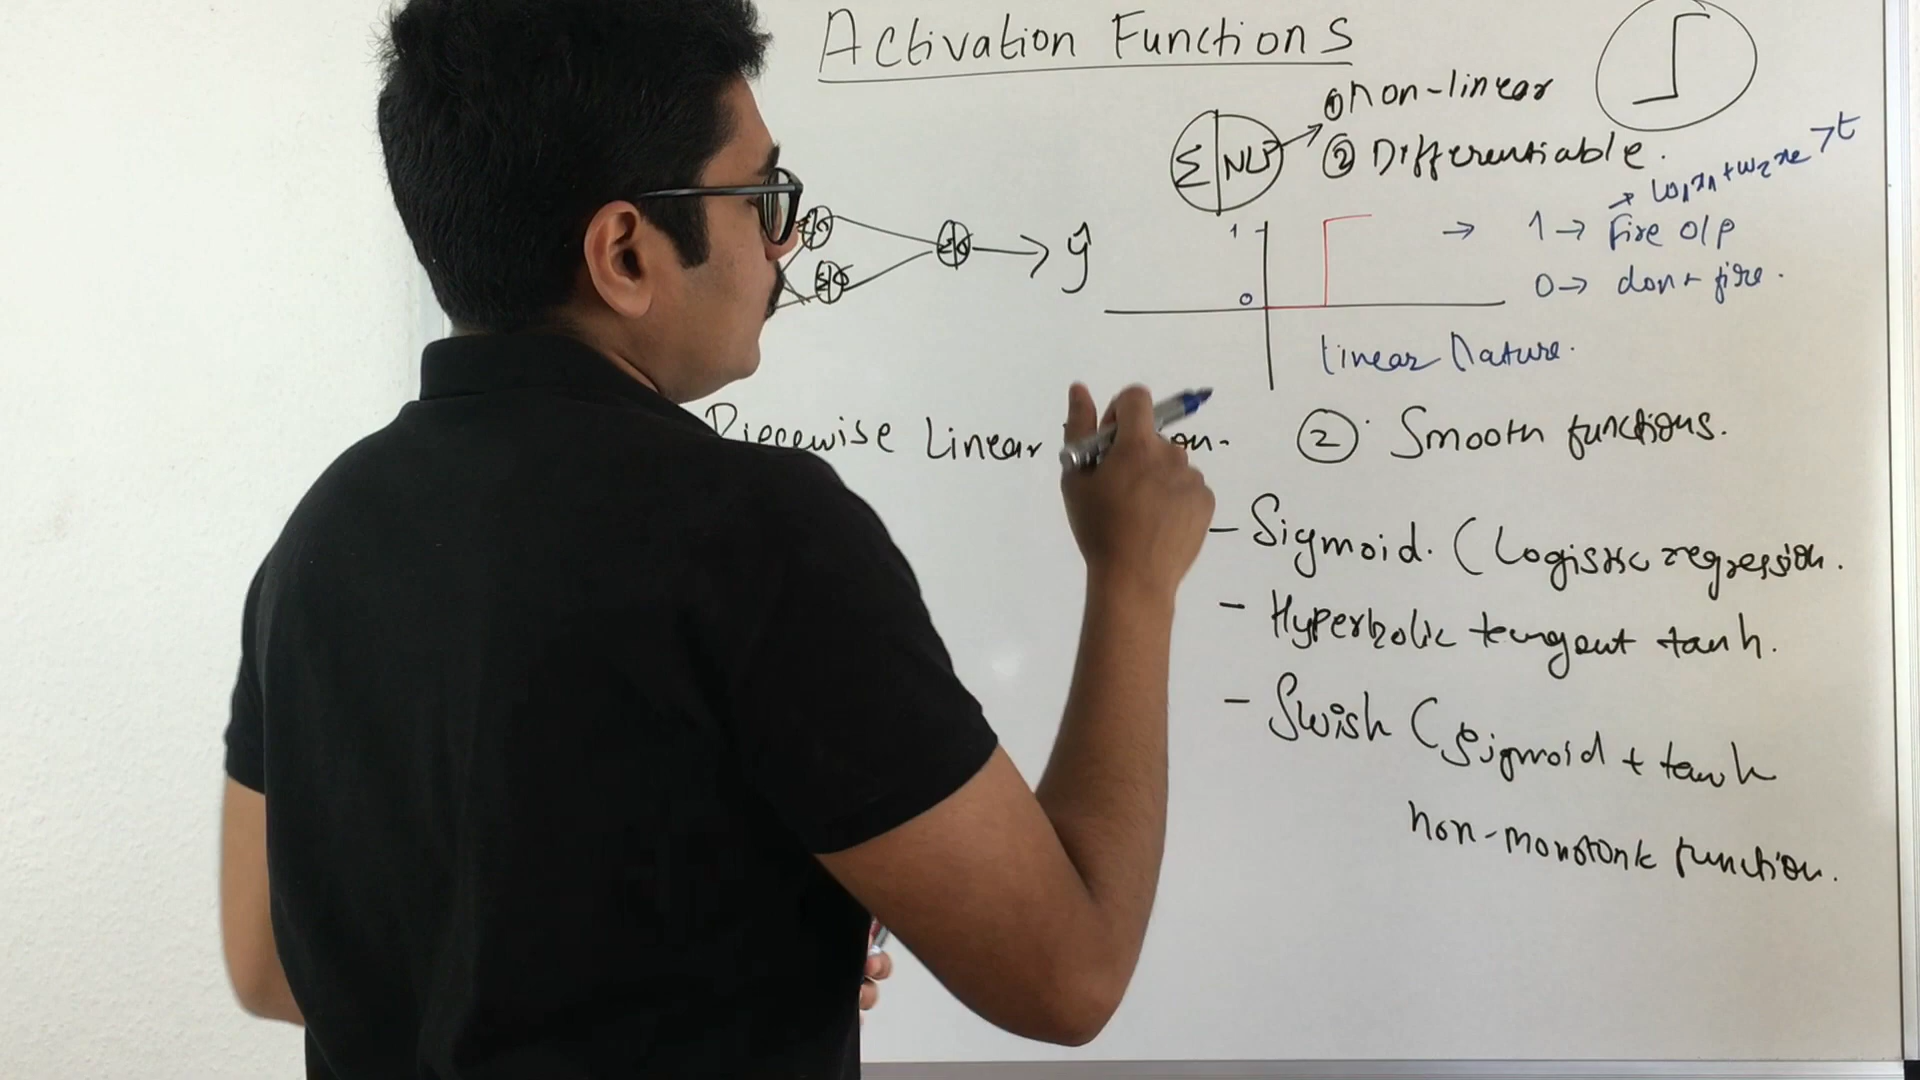 Activation Functions
① non-linear
Σ NLF
② Differentiable.
→ w₁x₁ + w₂x₂ > t
1 → 1 → Fire o/p
0 0 → don't fire.
ŷ
Linear Nature.
Piecewise Linear
② Smooth functions.
- Sigmoid. (Logistic regression.
- Hyperbolic tangent tanh.
- Swish (Sigmoid + tanh
non-monotonic function.